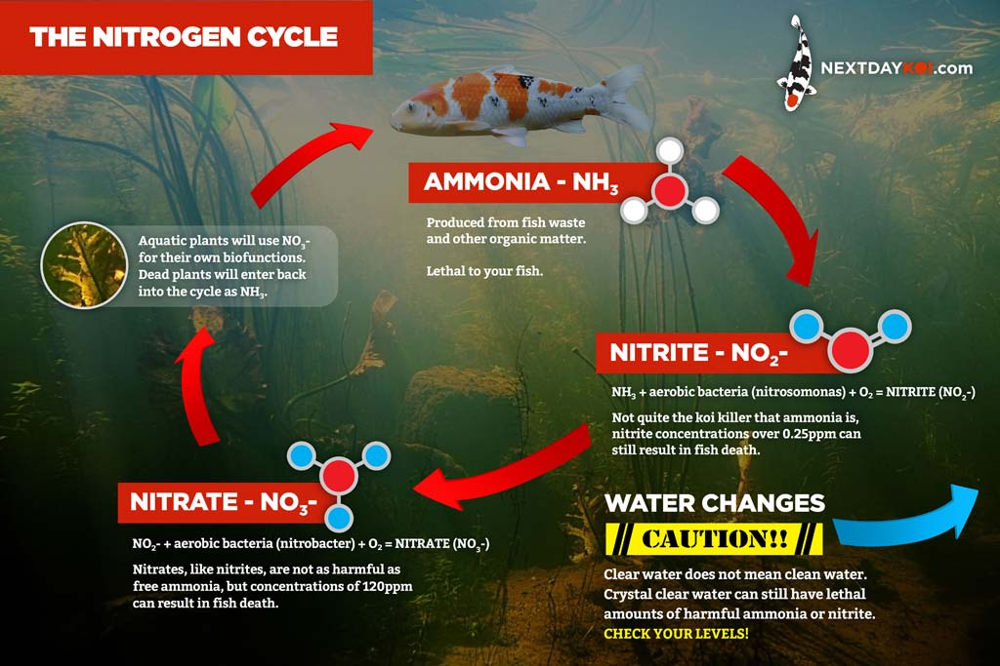 THE NITROGEN CYCLE
NEXTDAYKOI.com
AMMONIA - NH₃
Produced from fish waste
and other organic matter.
Lethal to your fish.
Aquatic plants will use NO₃-
for their own biofunctions.
Dead plants will enter back
into the cycle as NH₃.
NITRITE - NO₂-
NH₃ + aerobic bacteria (nitrosomonas) + O₂ = NITRITE (NO₂-)
Not quite the koi killer that ammonia is,
nitrite concentrations over 0.25ppm can
still result in fish death.
NITRATE - NO₃-
NO₂- + aerobic bacteria (nitrobacter) + O₂ = NITRATE (NO₃-)
Nitrates, like nitrites, are not as harmful as
free ammonia, but concentrations of 120ppm
can result in fish death.
WATER CHANGES
// CAUTION!! //
Clear water does not mean clean water.
Crystal clear water can still have lethal
amounts of harmful ammonia or nitrite.
CHECK YOUR LEVELS!